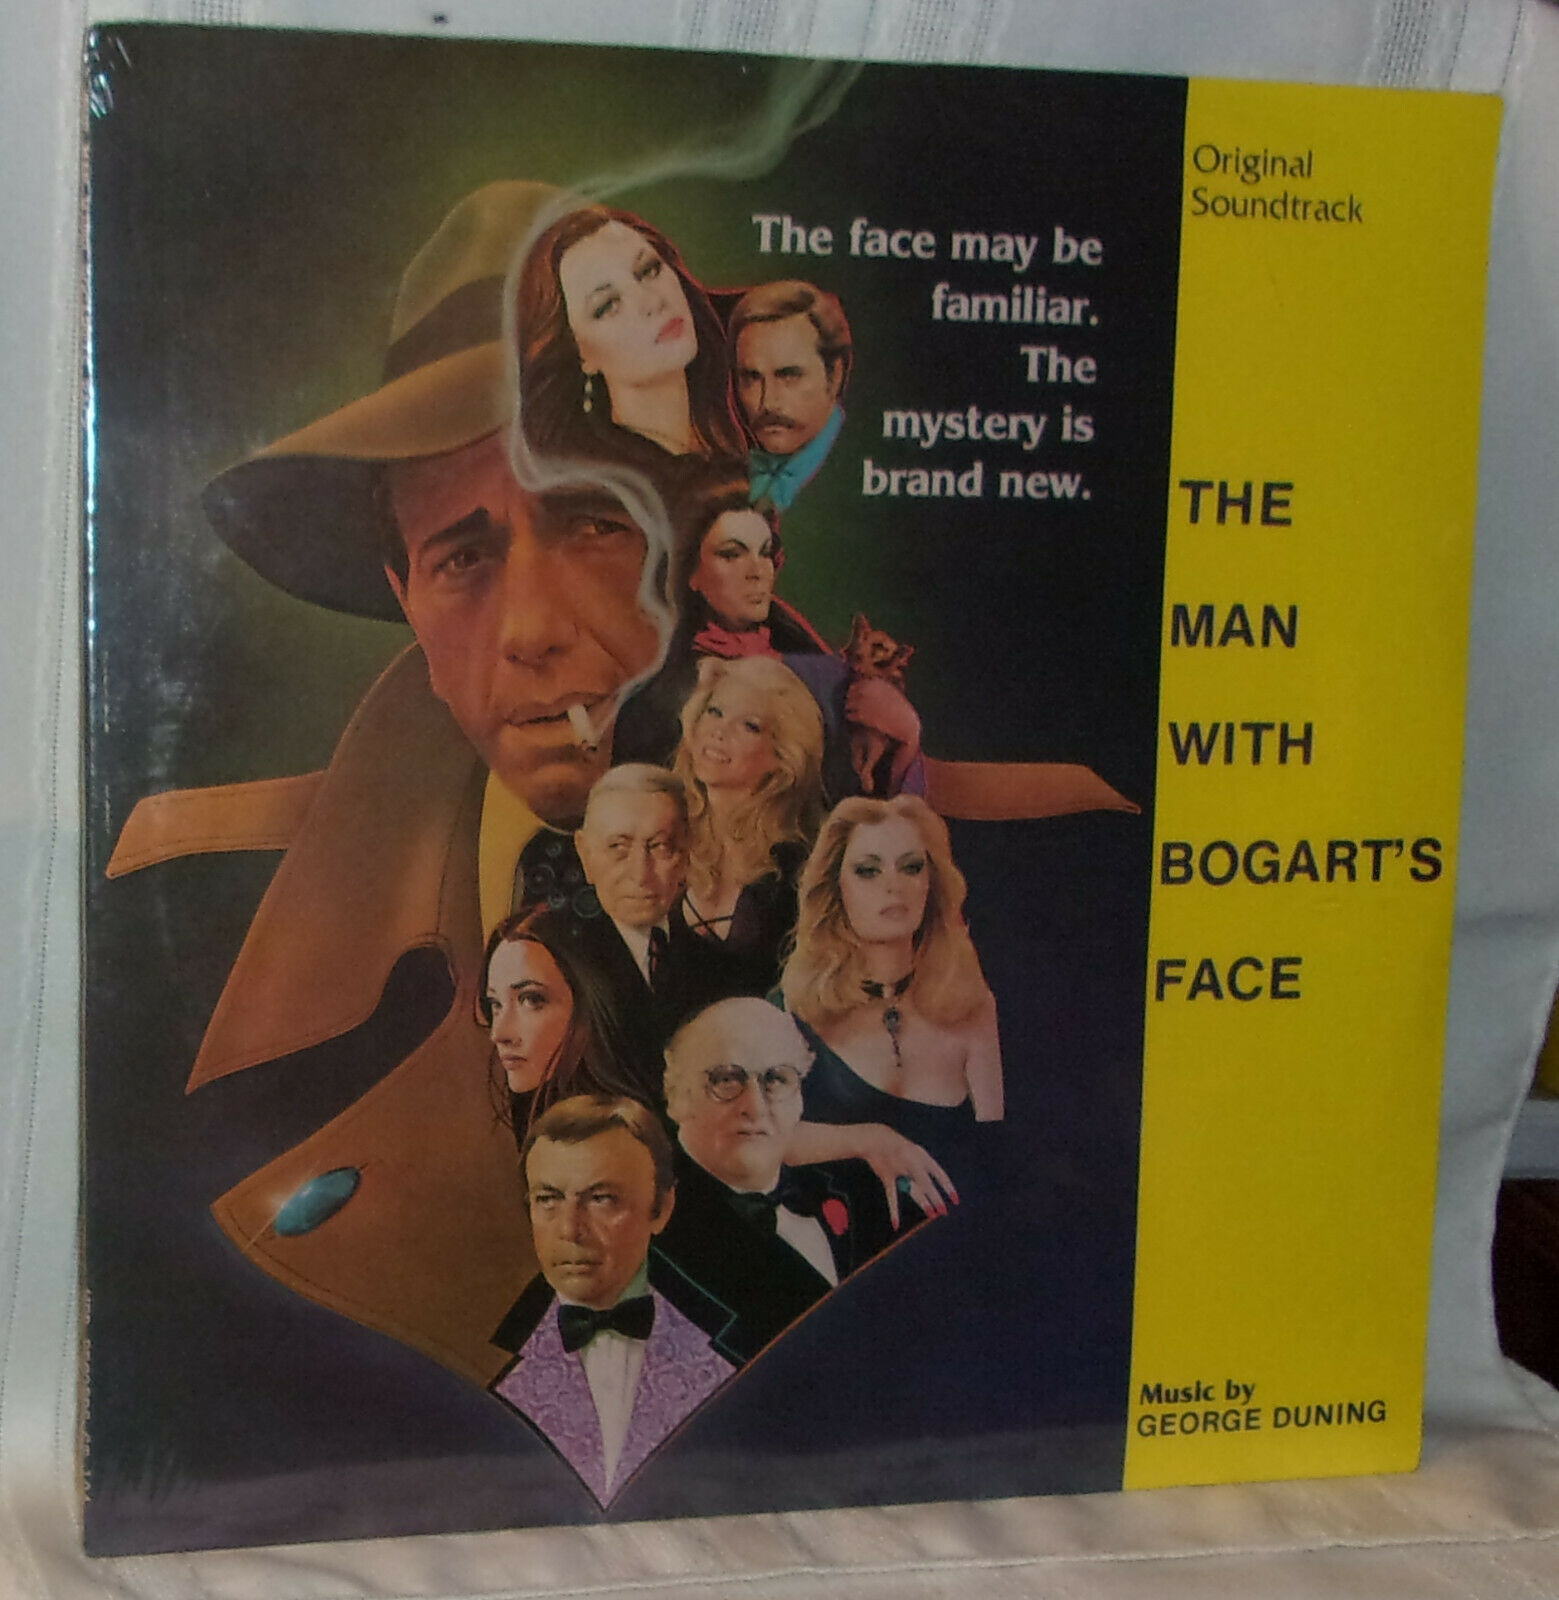 The face may be
familiar.
The
mystery is
brand new.
Original
Soundtrack
THE
MAN
WITH
BOGART'S
FACE
Music by
GEORGE DUNING